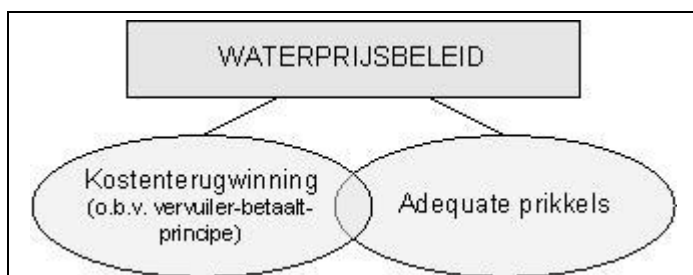 WATERPRIJSBELEID
Kostenterugwinning
(o.b.v. vervuiler-betaalt-
principe)
Adequate prikkels